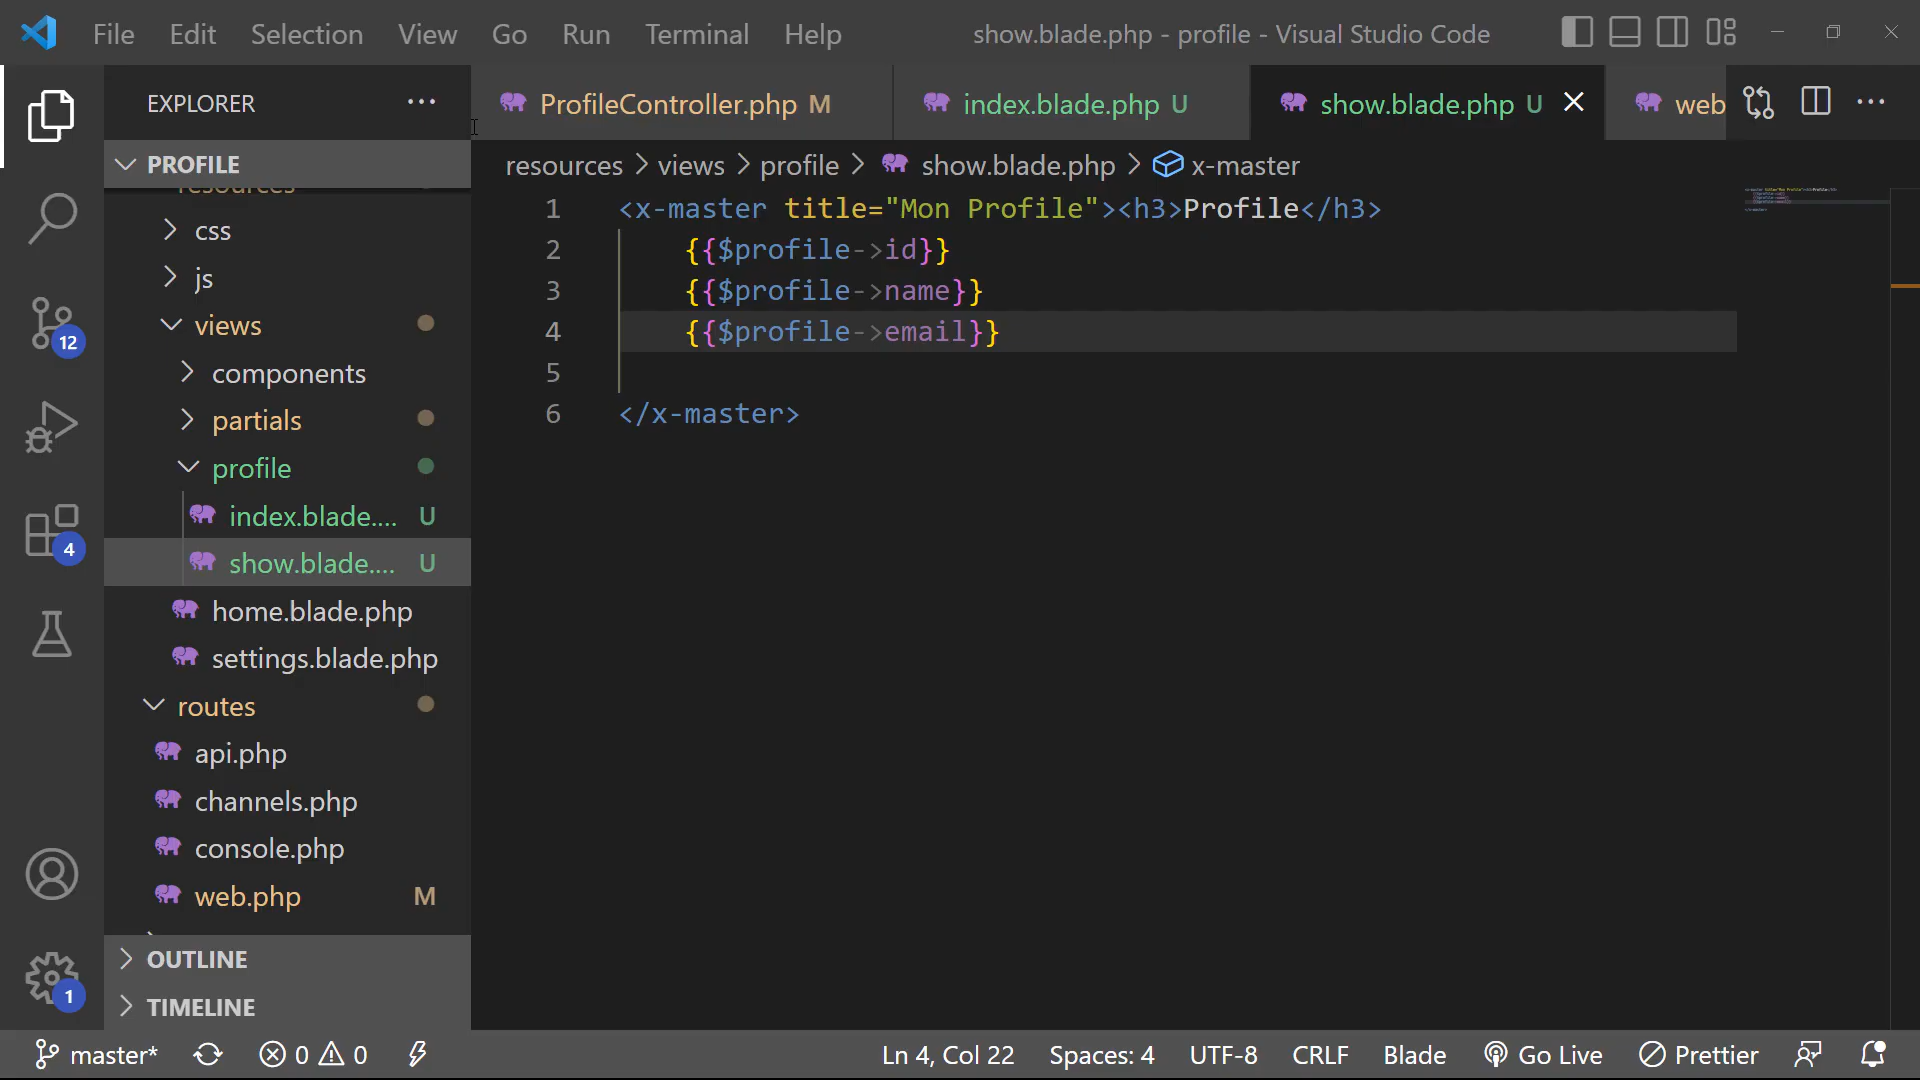 File Edit Selection View Go Run Terminal Help
show.blade.php - profile - Visual Studio Code
EXPLORER
ProfileController.php M
index.blade.php U
show.blade.php U
web
PROFILE
resources > views > profile > show.blade.php > x-master
resources
css
js
views
components
partials
profile
index.blade.... U
show.blade.... U
home.blade.php
settings.blade.php
routes
api.php
channels.php
console.php
web.php M
OUTLINE
TIMELINE
12
4
1
1 <x-master title="Mon Profile"><h3>Profile</h3>
2 {{$profile->id}}
3 {{$profile->name}}
4 {{$profile->email}}
5
6 </x-master>
master* 0 0 Ln 4, Col 22 Spaces: 4 UTF-8 CRLF Blade Go Live Prettier